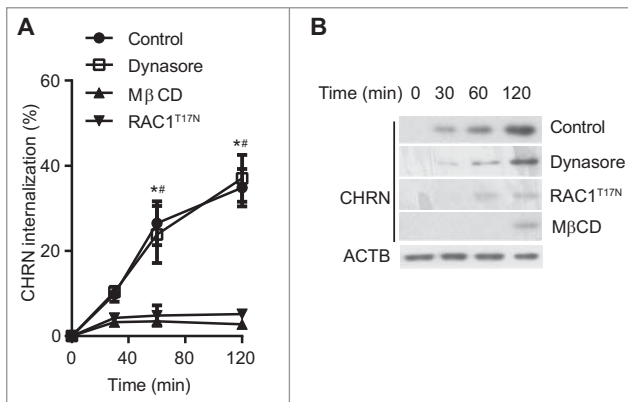 A
Control
Dynasore
MβCD
RAC1ᵀ¹⁷ᴺ
60
40
20
0
CHRN internalization (%)
*#
*#
0 40 80 120
Time (min)
B
Time (min) 0 30 60 120
Control
Dynasore
RAC1ᵀ¹⁷ᴺ
MβCD
CHRN
ACTB